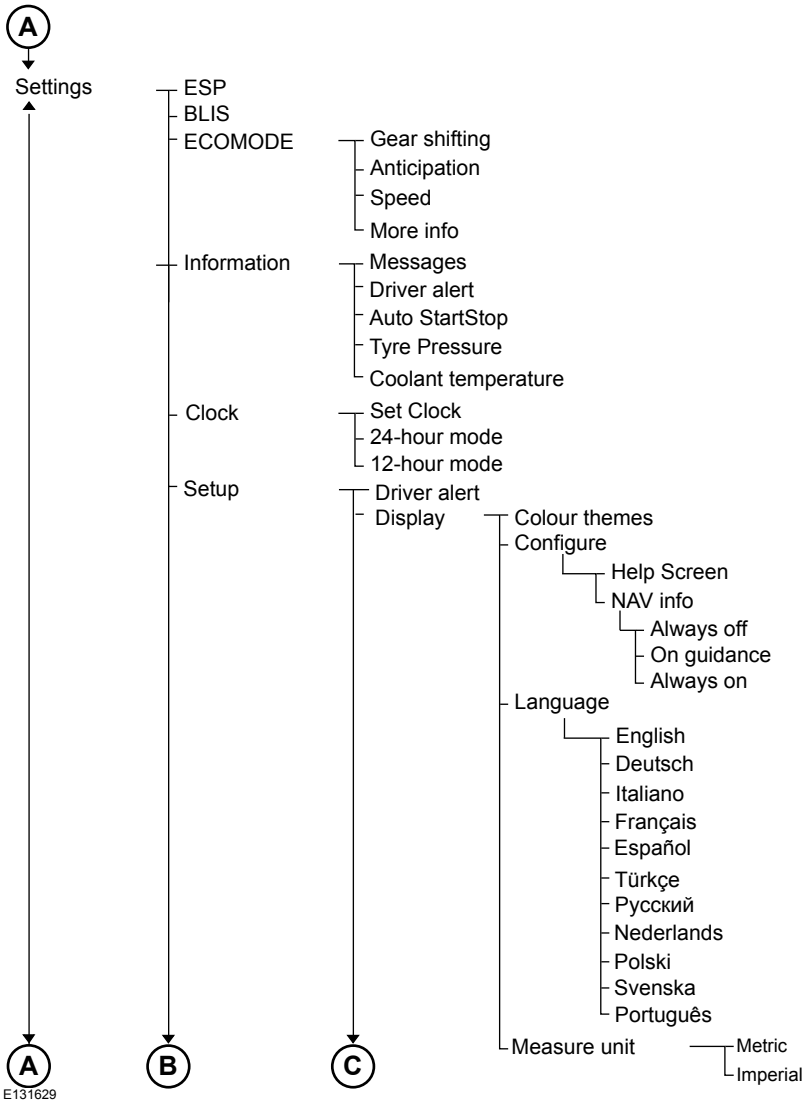 A
Settings
ESP
BLIS
ECOMODE
Gear shifting
Anticipation
Speed
More info
Information
Messages
Driver alert
Auto StartStop
Tyre Pressure
Coolant temperature
Clock
Set Clock
24-hour mode
12-hour mode
Setup
Driver alert
Display
Colour themes
Configure
Help Screen
NAV info
Always off
On guidance
Always on
Language
English
Deutsch
Italiano
Français
Español
Türkçe
Русский
Nederlands
Polski
Svenska
Português
Measure unit
Metric
Imperial
A
B
C
E131629